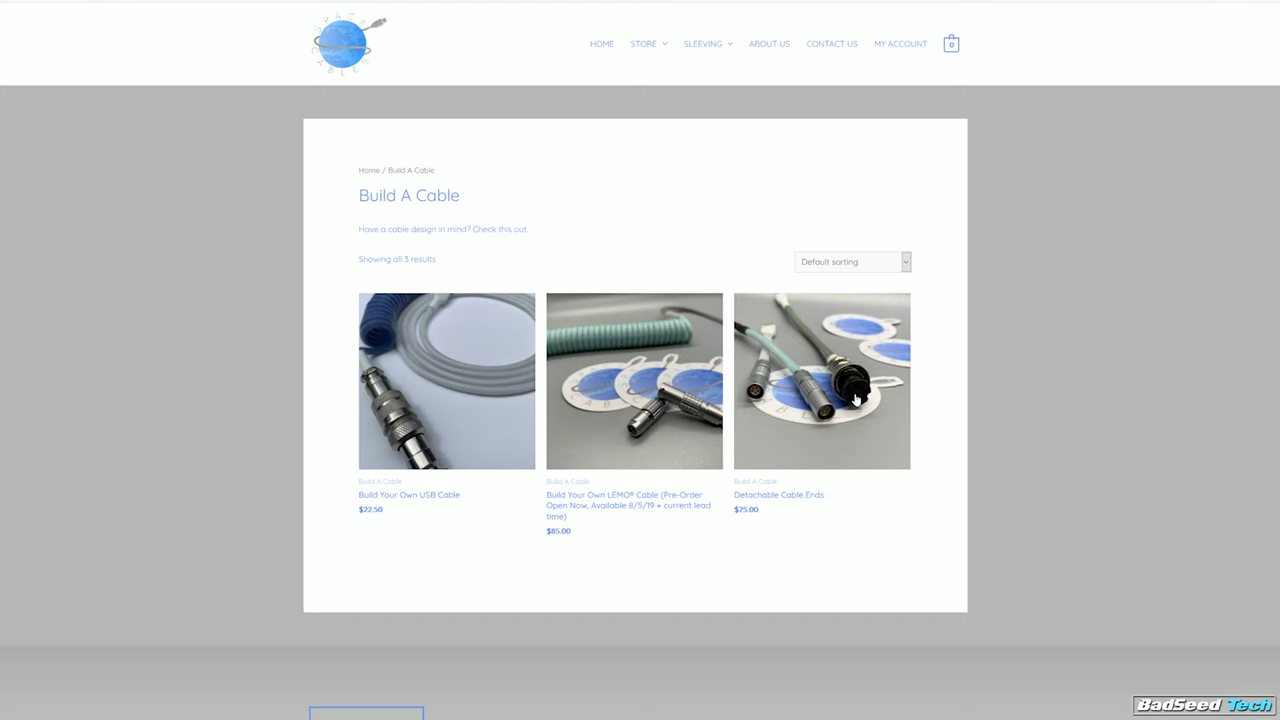 SPACE
CABLES
HOME
STORE
SLEEVING
ABOUT US
CONTACT US
MY ACCOUNT
0
Home / Build A Cable
Build A Cable
Have a cable design in mind? Check this out.
Showing all 3 results
Default sorting
Build A Cable
Build Your Own USB Cable
$22.50
Build A Cable
Build Your Own LEMO® Cable (Pre-Order
Open Now, Available 8/5/19 + current lead
time)
$85.00
Build A Cable
Detachable Cable Ends
$25.00
BadSeed Tech